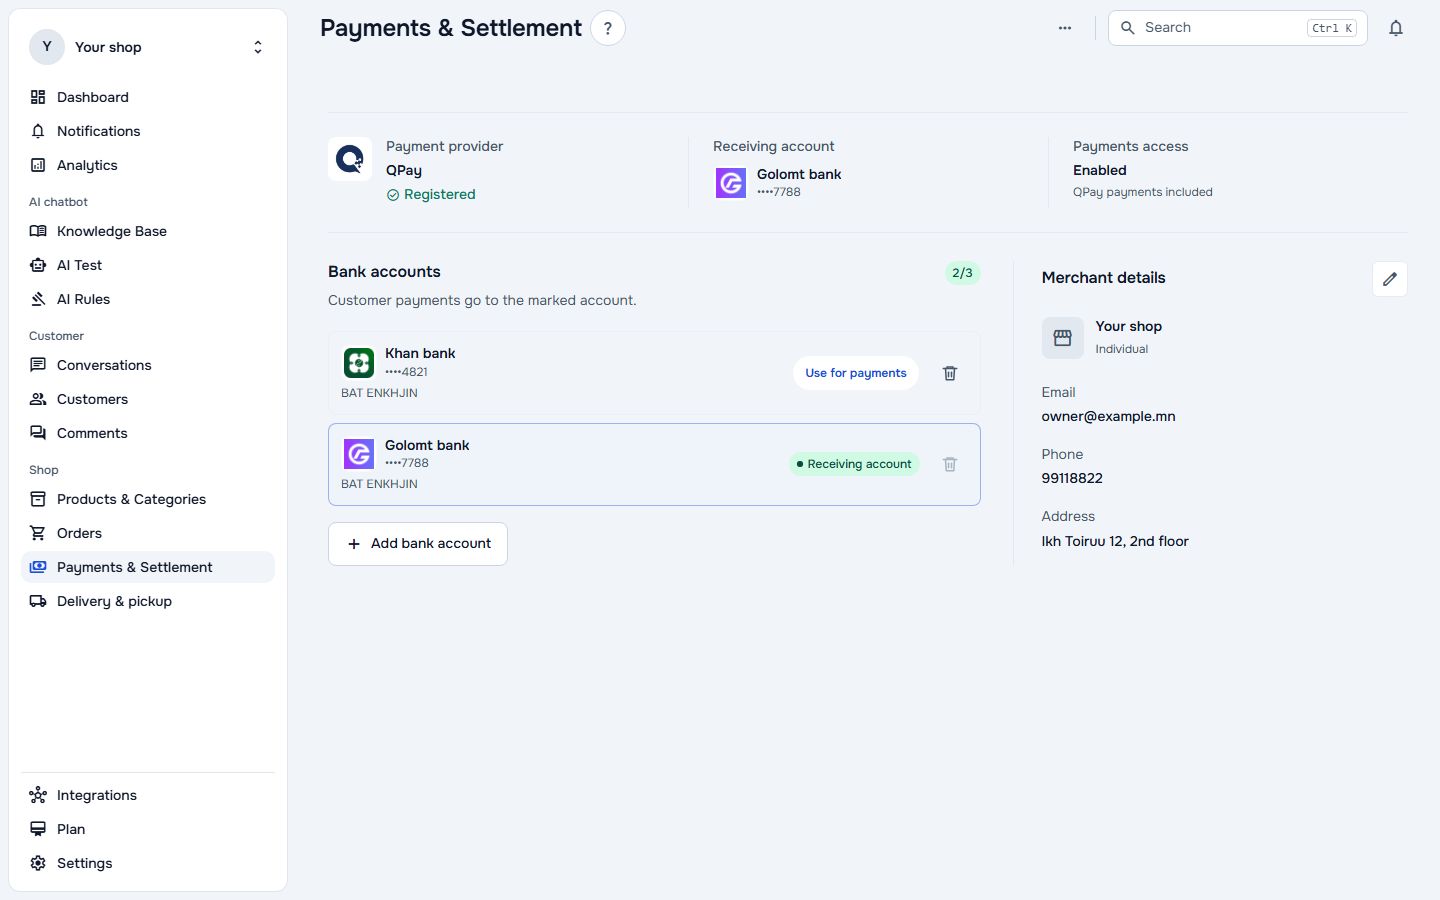 Y Your shop
Dashboard
Notifications
Analytics
AI chatbot
Knowledge Base
AI Test
AI Rules
Customer
Conversations
Customers
Comments
Shop
Products & Categories
Orders
Payments & Settlement
Delivery & pickup
Integrations
Plan
Settings
Payments & Settlement ?
Search Ctrl K
Payment provider
QPay
Registered
Receiving account
Golomt bank
••••7788
Payments access
Enabled
QPay payments included
Bank accounts 2/3
Customer payments go to the marked account.
Khan bank
••••4821
BAT ENKHJIN
Use for payments
Golomt bank
••••7788
BAT ENKHJIN
Receiving account
+ Add bank account
Merchant details
Your shop
Individual
Email
owner@example.mn
Phone
99118822
Address
Ikh Toiruu 12, 2nd floor